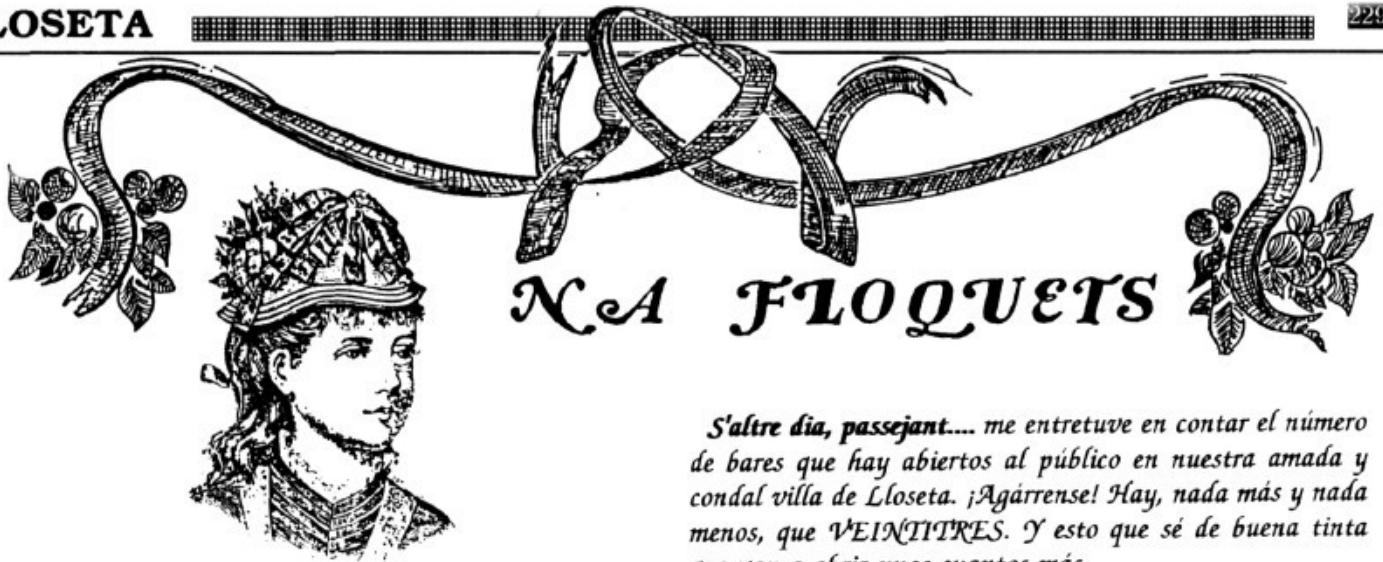 LOSETA
229
NA FLOQUETS
S'altre dia, passejant.... me entretuve en contar el número
de bares que hay abiertos al público en nuestra amada y
condal villa de Lloseta. ¡Agárrense! Hay, nada más y nada
menos, que VEINTITRES. Y esto que sé de buena tinta